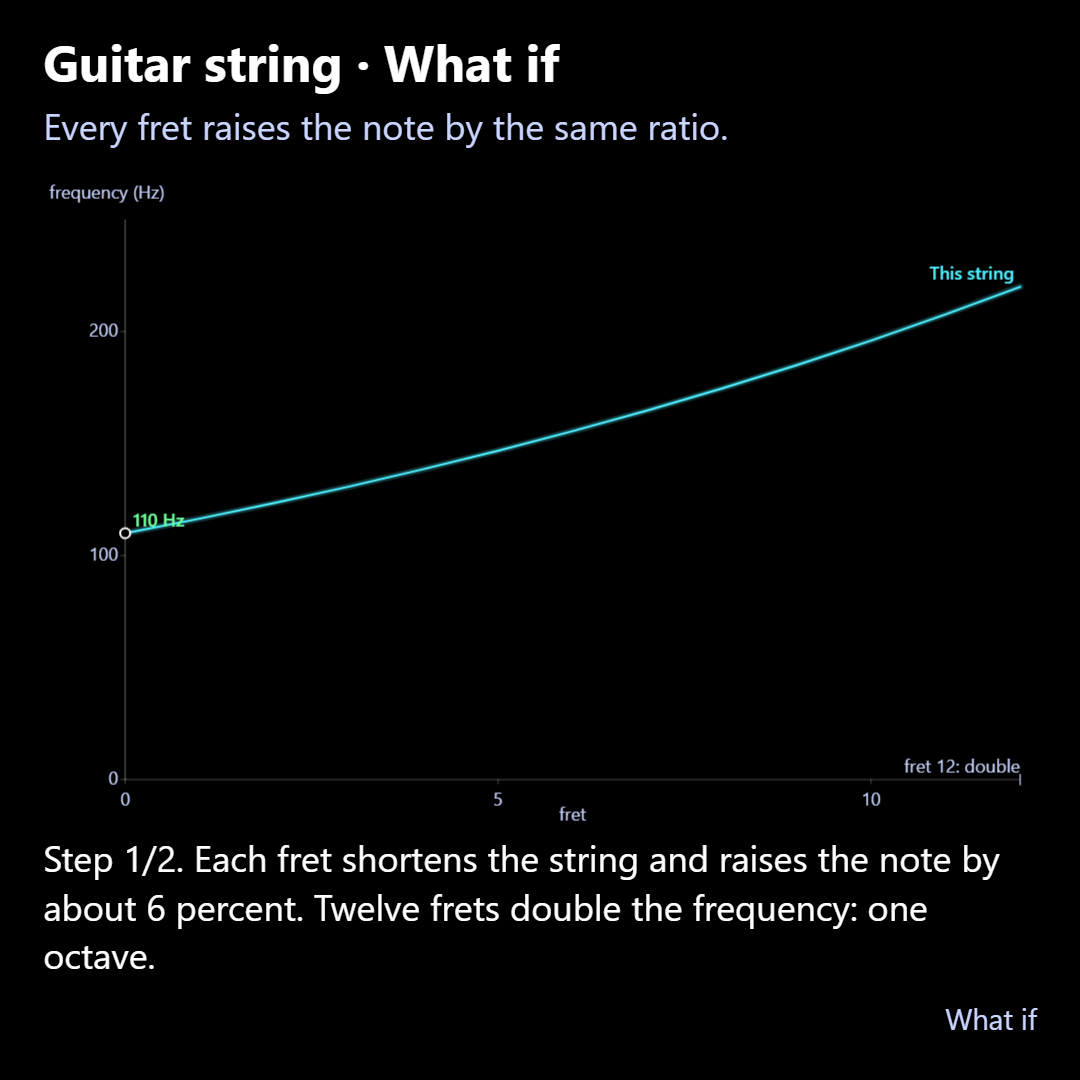 Guitar string · What if
Every fret raises the note by the same ratio.
frequency (Hz)
This string
200
110 Hz
100
fret 12: double
0
0 5 10
fret
Step 1/2. Each fret shortens the string and raises the note by
about 6 percent. Twelve frets double the frequency: one
octave.
What if